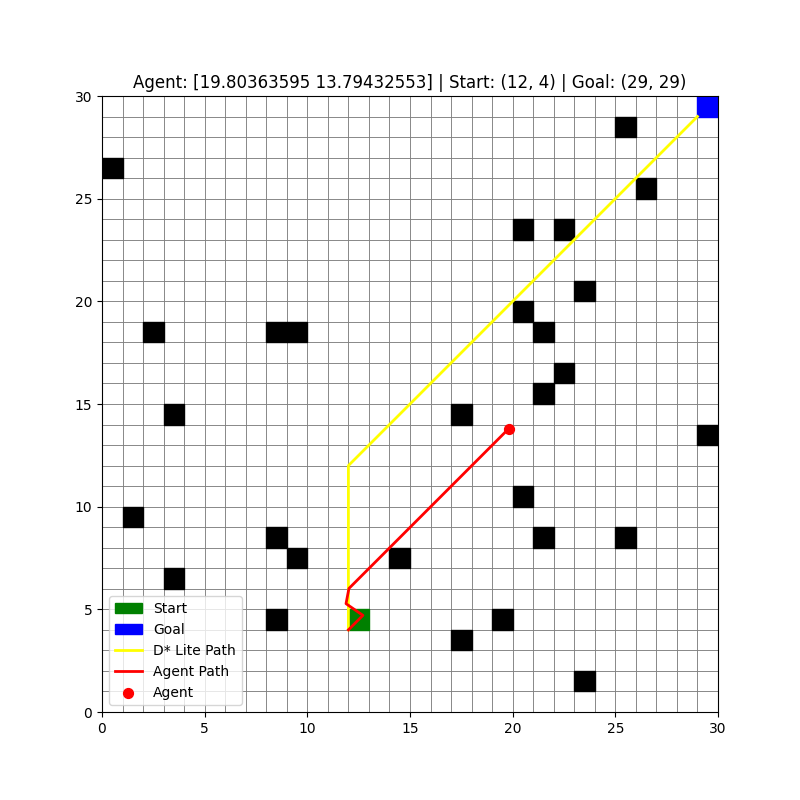 Agent: [19.80363595 13.79432553] | Start: (12, 4) | Goal: (29, 29)
30
25
20
15
10
5
0
Start
Goal
D* Lite Path
Agent Path
Agent
0 5 10 15 20 25 30